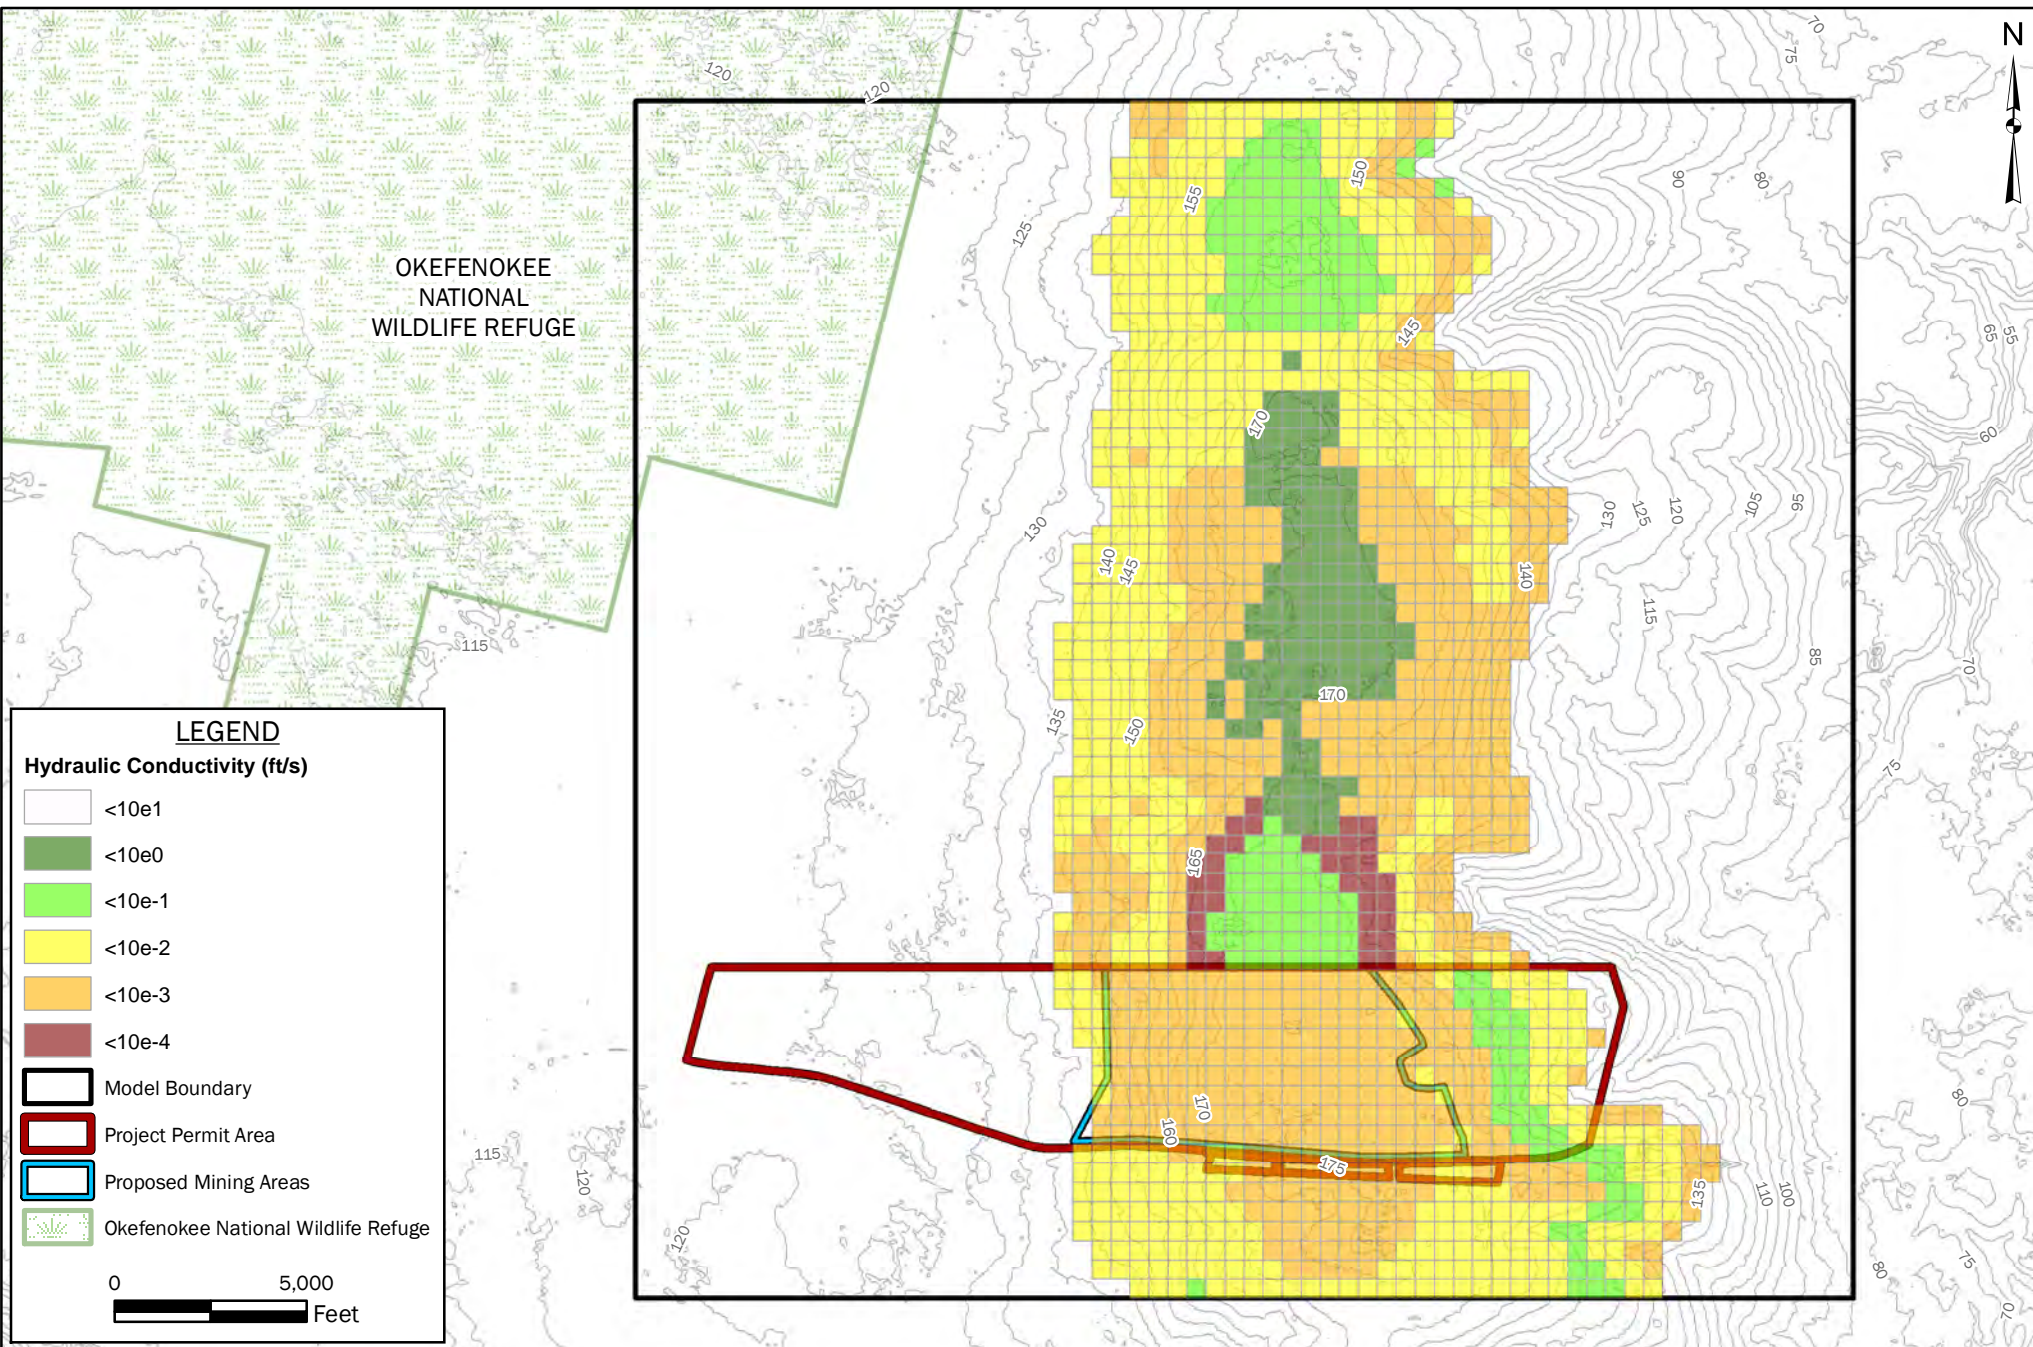 N
70
75
120
120
150
90
80
155
125
OKEFENOKEE
NATIONAL
WILDLIFE REFUGE
145
65
55
170
60
130
125
120
105
95
130
140
145
140
115
115
85
70
170
135
150
75
165
LEGEND
Hydraulic Conductivity (ft/s)
<10e1
<10e0
<10e-1
<10e-2
<10e-3
<10e-4
Model Boundary
Project Permit Area
Proposed Mining Areas
Okefenokee National Wildlife Refuge
0 5,000
Feet
170
160
175
115
120
80
135
110
100
120
80
75
70